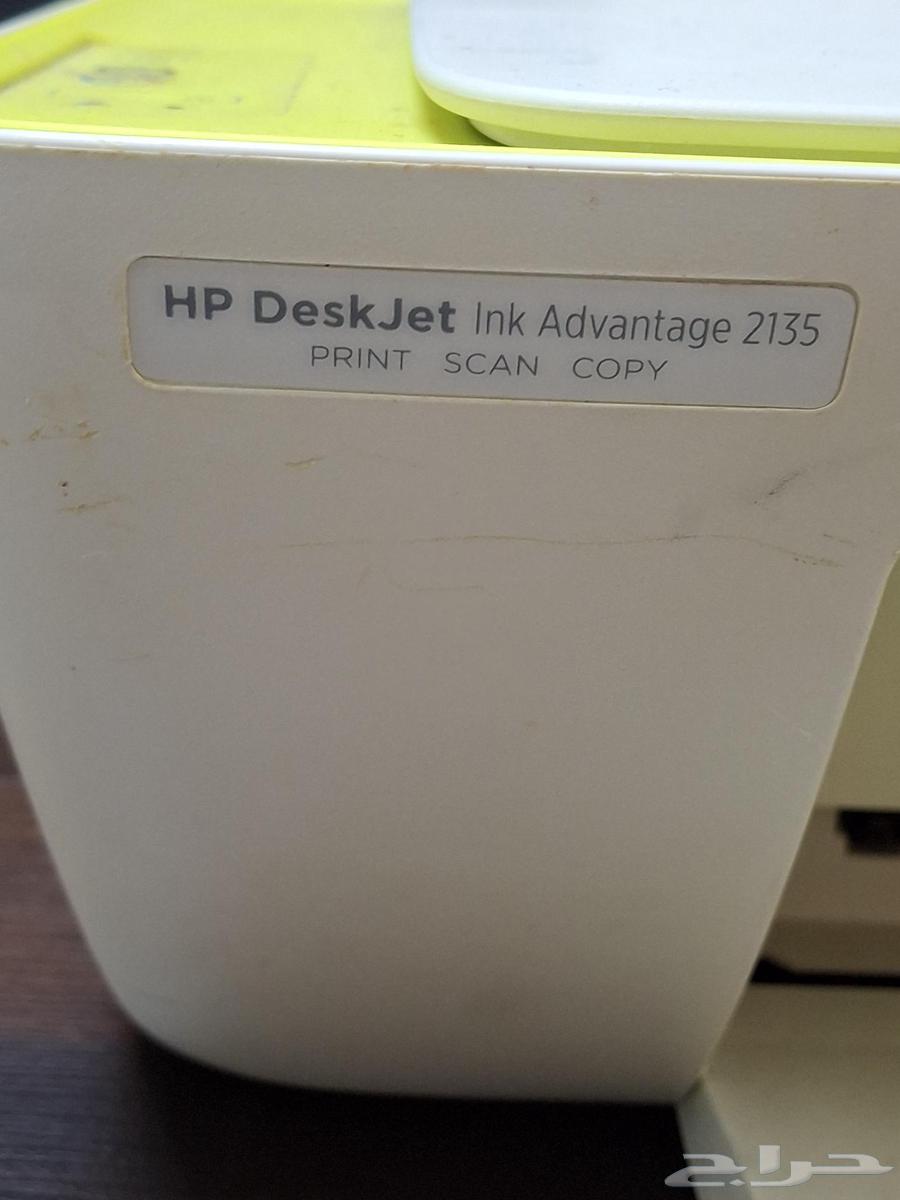 HP DeskJet Ink Advantage 2135
PRINT SCAN COPY
حراج